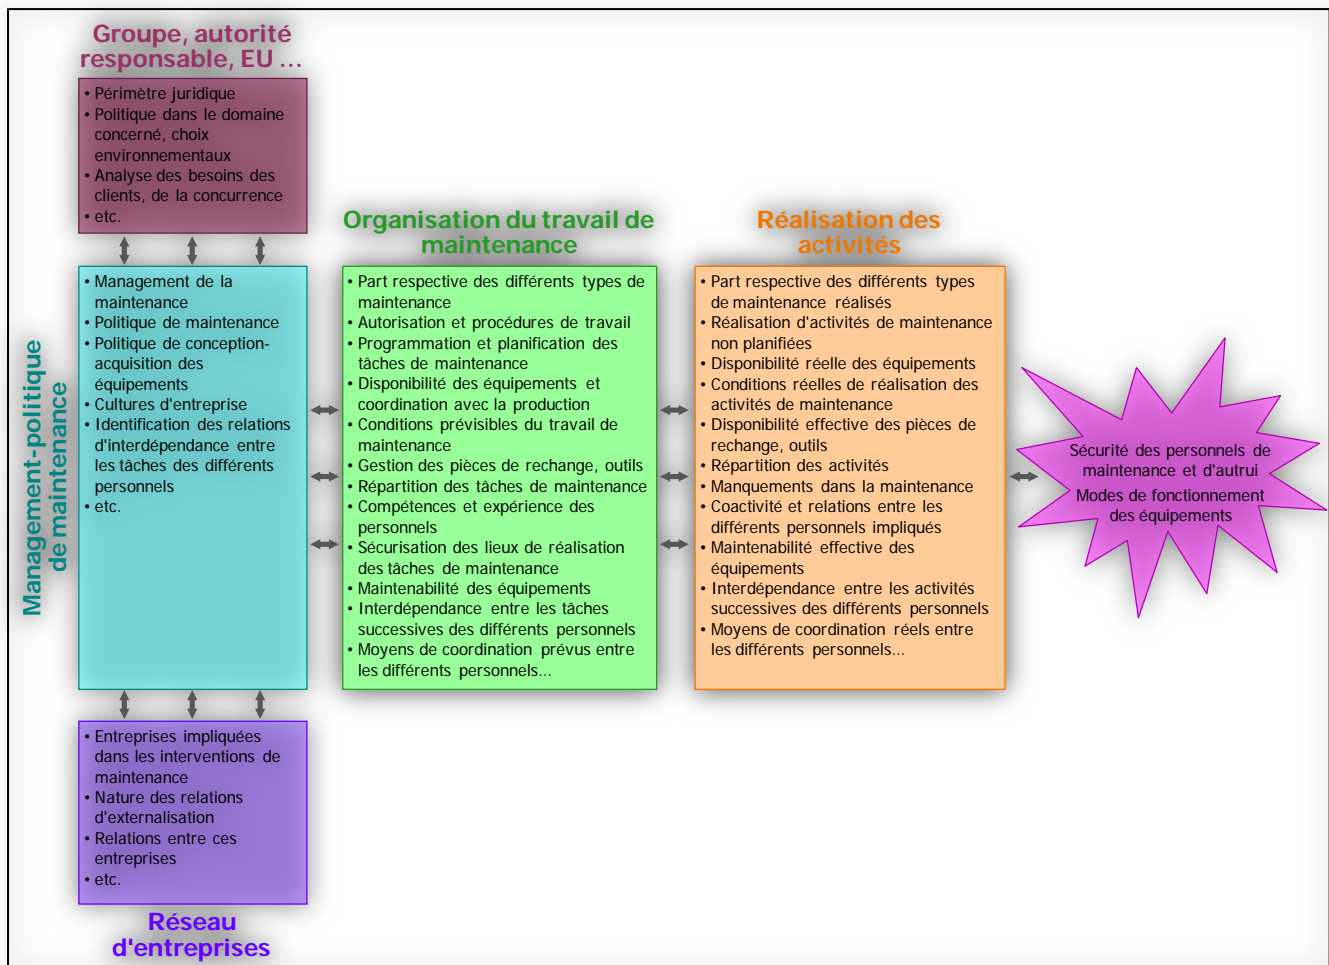 Groupe, autorité
responsable, EU ...
• Périmètre juridique
• Politique dans le domaine
concerné, choix
environnementaux
• Analyse des besoins des
clients, de la concurrence
• etc.
Management-politique
de maintenance
• Management de la
maintenance
• Politique de maintenance
• Politique de conception-
acquisition des
équipements
• Cultures d'entreprise
• Identification des relations
d'interdépendance entre
les tâches des différents
personnels
• etc.
Organisation du travail de
maintenance
• Part respective des différents types de
maintenance
• Autorisation et procédures de travail
• Programmation et planification des
tâches de maintenance
• Disponibilité des équipements et
coordination avec la production
• Conditions prévisibles du travail de
maintenance
• Gestion des pièces de rechange, outils
• Répartition des tâches de maintenance
• Compétences et expérience des
personnels
• Sécurisation des lieux de réalisation
des tâches de maintenance
• Maintenabilité des équipements
• Interdépendance entre les tâches
successives des différents personnels
• Moyens de coordination prévus entre
les différents personnels...
Réalisation des
activités
• Part respective des différents types
de maintenance réalisés
• Réalisation d'activités de maintenance
non planifiées
• Disponibilité réelle des équipements
• Conditions réelles de réalisation des
activités de maintenance
• Disponibilité effective des pièces de
rechange, outils
• Répartition des activités
• Manquements dans la maintenance
• Coactivité et relations entre les
différents personnels impliqués
• Maintenabilité effective des
équipements
• Interdépendance entre les activités
successives des différents personnels
• Moyens de coordination réels entre
les différents personnels...
Sécurité des personnels de
maintenance et d'autrui
Modes de fonctionnement
des équipements
• Entreprises impliquées
dans les interventions de
maintenance
• Nature des relations
d'externalisation
• Relations entre ces
entreprises
• etc.
Réseau
d'entreprises